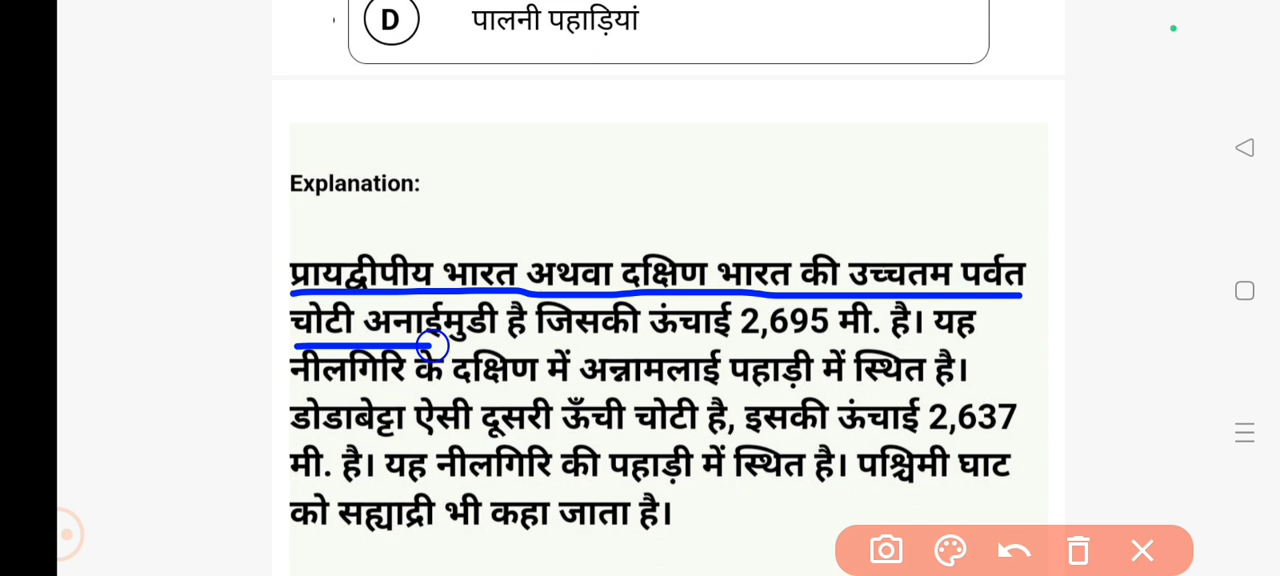 D पालनी पहाड़ियां
Explanation:
प्रायद्वीपीय भारत अथवा दक्षिण भारत की उच्चतम पर्वत
चोटी अनाईमुडी है जिसकी ऊंचाई 2,695 मी. है। यह
नीलगिरि के दक्षिण में अन्नामलाई पहाड़ी में स्थित है।
डोडाबेट्टा ऐसी दूसरी ऊँची चोटी है, इसकी ऊंचाई 2,637
मी. है। यह नीलगिरि की पहाड़ी में स्थित है। पश्चिमी घाट
को सह्याद्री भी कहा जाता है।